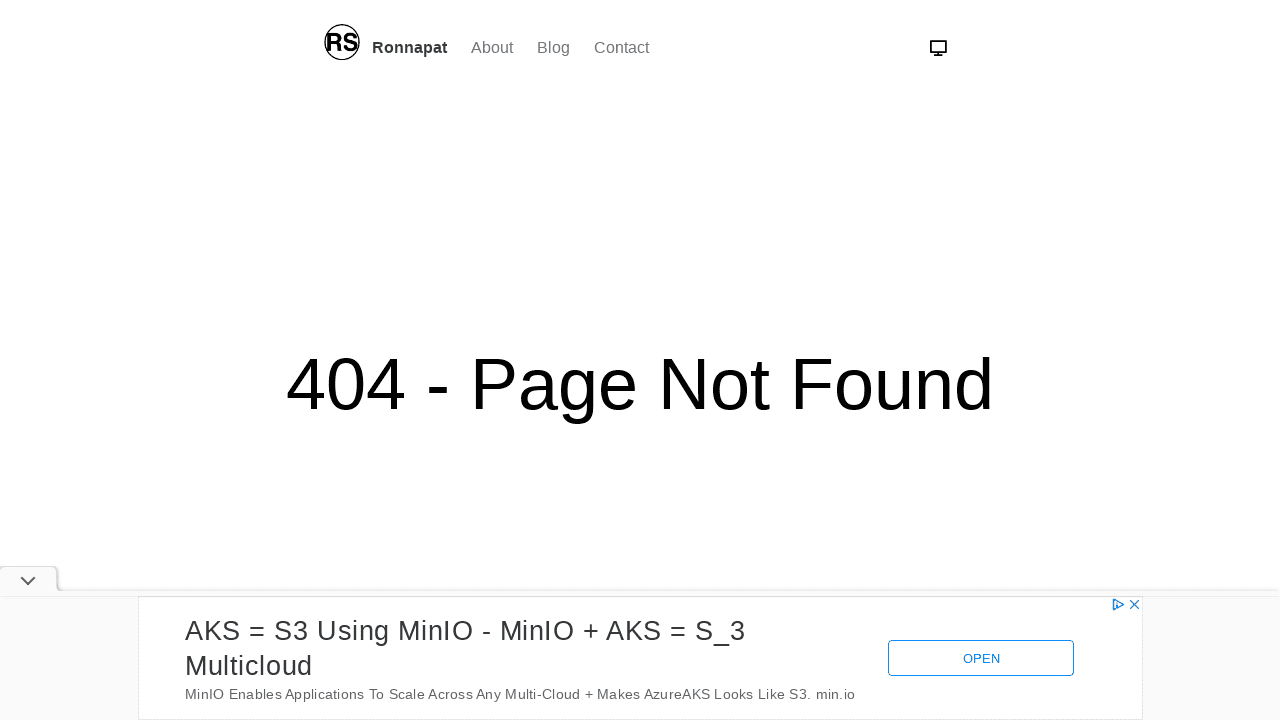 RS Ronnapat About Blog Contact
404 - Page Not Found
AKS = S3 Using MinIO - MinIO + AKS = S_3
Multicloud
MinIO Enables Applications To Scale Across Any Multi-Cloud + Makes AzureAKS Looks Like S3. min.io
OPEN